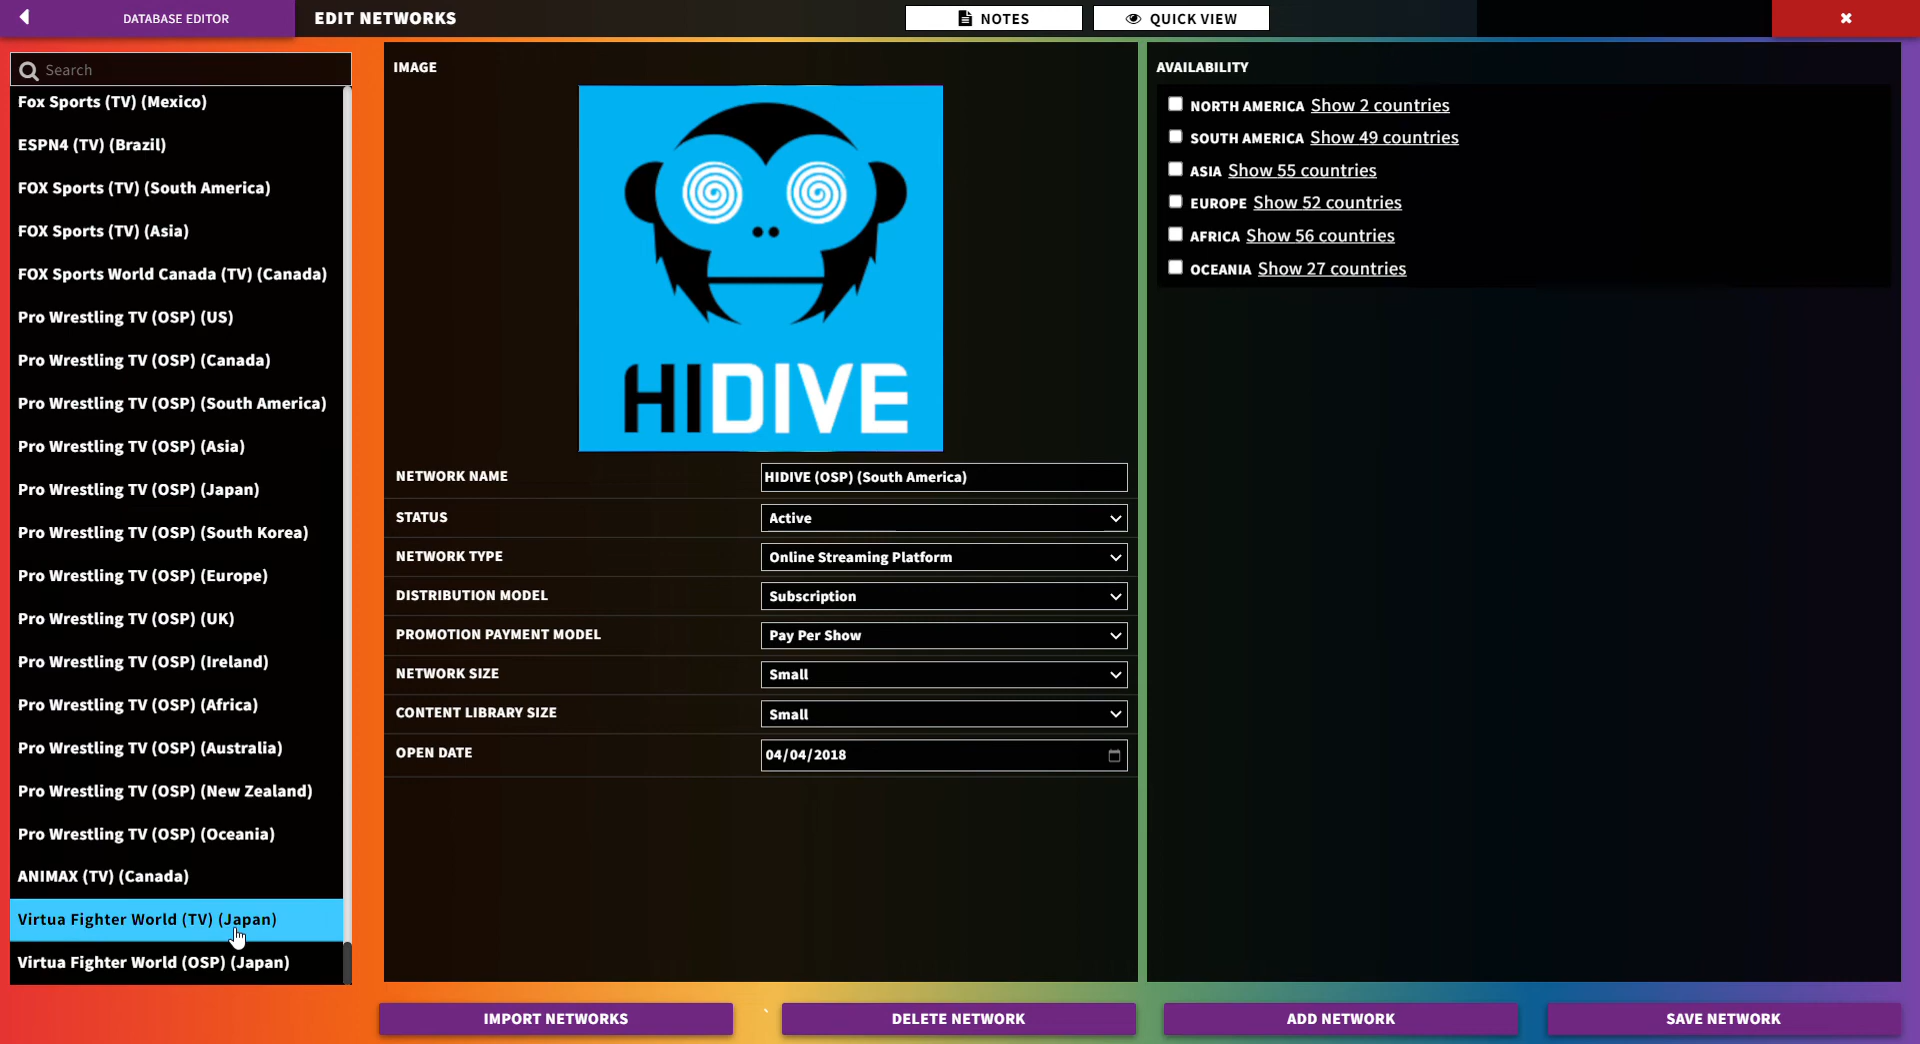 DATABASE EDITOR
EDIT NETWORKS
NOTES
QUICK VIEW
Search
Fox Sports (TV) (Mexico)
ESPN4 (TV) (Brazil)
FOX Sports (TV) (South America)
FOX Sports (TV) (Asia)
FOX Sports World Canada (TV) (Canada)
Pro Wrestling TV (OSP) (US)
Pro Wrestling TV (OSP) (Canada)
Pro Wrestling TV (OSP) (South America)
Pro Wrestling TV (OSP) (Asia)
Pro Wrestling TV (OSP) (Japan)
Pro Wrestling TV (OSP) (South Korea)
Pro Wrestling TV (OSP) (Europe)
Pro Wrestling TV (OSP) (UK)
Pro Wrestling TV (OSP) (Ireland)
Pro Wrestling TV (OSP) (Africa)
Pro Wrestling TV (OSP) (Australia)
Pro Wrestling TV (OSP) (New Zealand)
Pro Wrestling TV (OSP) (Oceania)
ANIMAX (TV) (Canada)
Virtua Fighter World (TV) (Japan)
Virtua Fighter World (OSP) (Japan)
IMAGE
HIDIVE
NETWORK NAME HIDIVE (OSP) (South America)
STATUS Active
NETWORK TYPE Online Streaming Platform
DISTRIBUTION MODEL Subscription
PROMOTION PAYMENT MODEL Pay Per Show
NETWORK SIZE Small
CONTENT LIBRARY SIZE Small
OPEN DATE 04/04/2018
AVAILABILITY
NORTH AMERICA Show 2 countries
SOUTH AMERICA Show 49 countries
ASIA Show 55 countries
EUROPE Show 52 countries
AFRICA Show 56 countries
OCEANIA Show 27 countries
IMPORT NETWORKS
DELETE NETWORK
ADD NETWORK
SAVE NETWORK